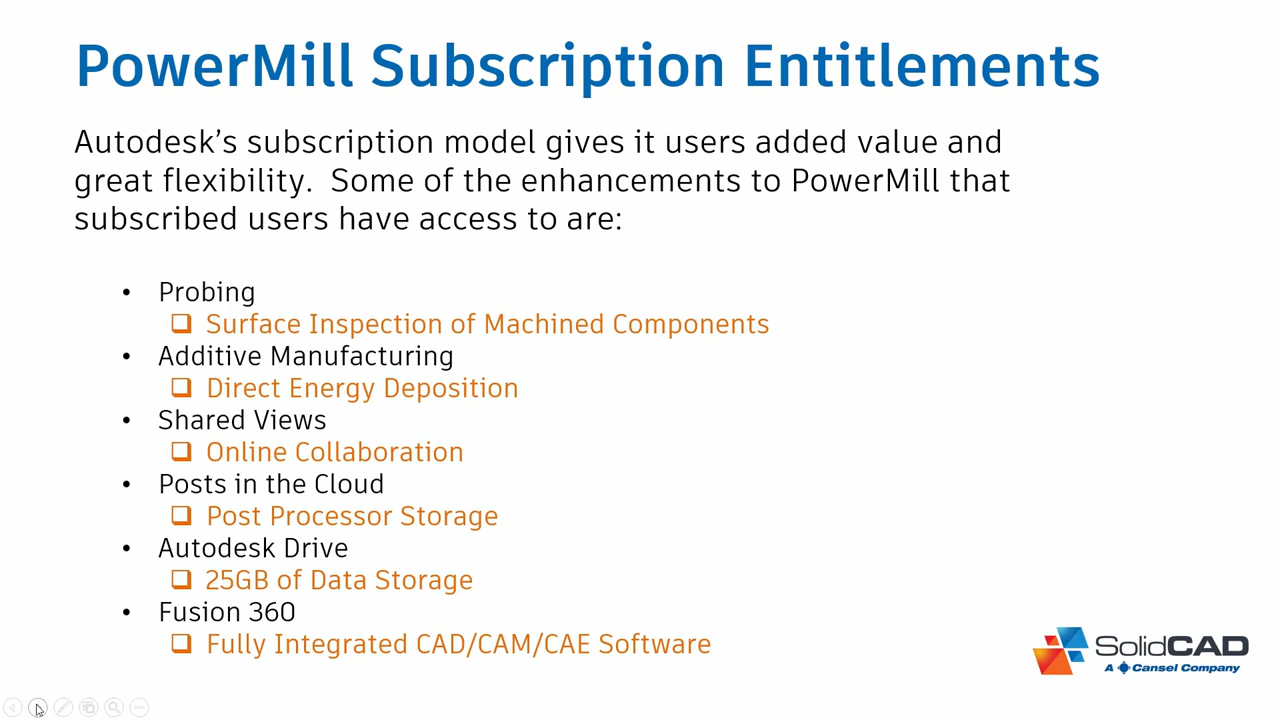 PowerMill Subscription Entitlements
Autodesk’s subscription model gives it users added value and
great flexibility.  Some of the enhancements to PowerMill that
subscribed users have access to are:
• Probing
❑ Surface Inspection of Machined Components
• Additive Manufacturing
❑ Direct Energy Deposition
• Shared Views
❑ Online Collaboration
• Posts in the Cloud
❑ Post Processor Storage
• Autodesk Drive
❑ 25GB of Data Storage
• Fusion 360
❑ Fully Integrated CAD/CAM/CAE Software
SolidCAD
A Cansel Company